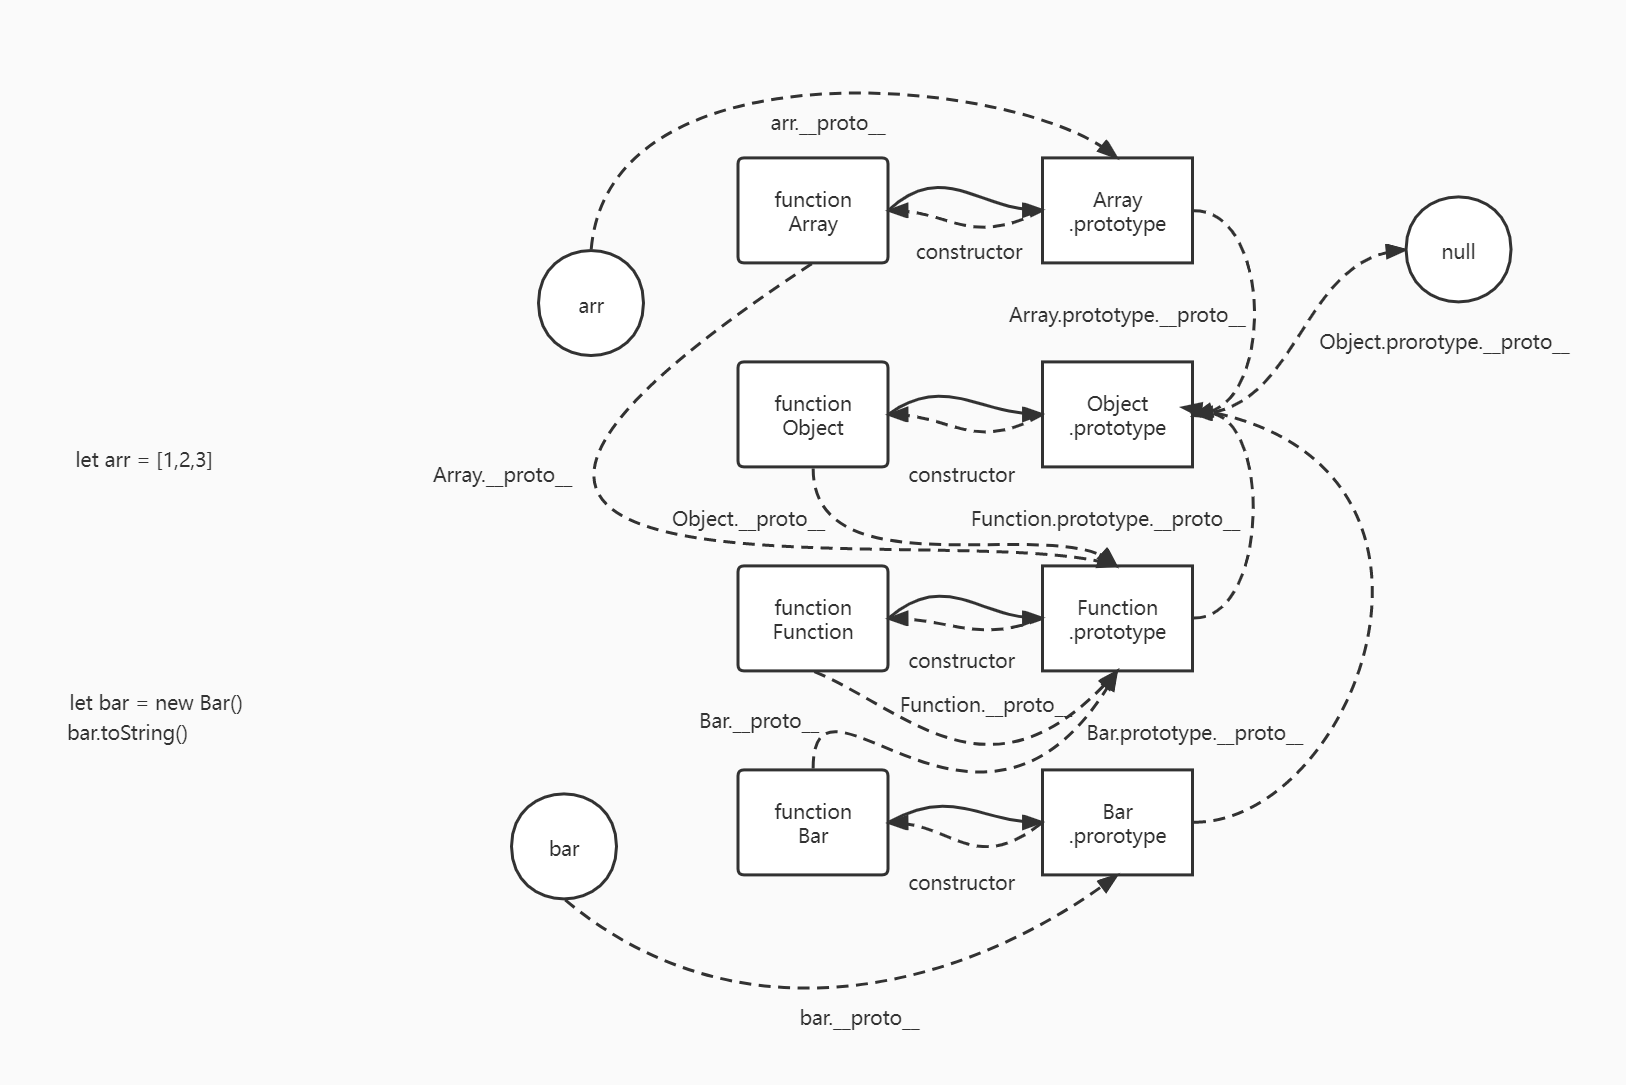 arr.__proto__
function
Array
Array
.prototype
constructor
null
arr
Array.prototype.__proto__
Object.prorotype.__proto__
function
Object
Object
.prototype
let arr = [1,2,3]
Array.__proto__
constructor
Object.__proto__
Function.prototype.__proto__
function
Function
Function
.prototype
constructor
let bar = new Bar()
bar.toString()
Function.__proto__
Bar.__proto__
Bar.prototype.__proto__
function
Bar
Bar
.prorotype
bar
constructor
bar.__proto__